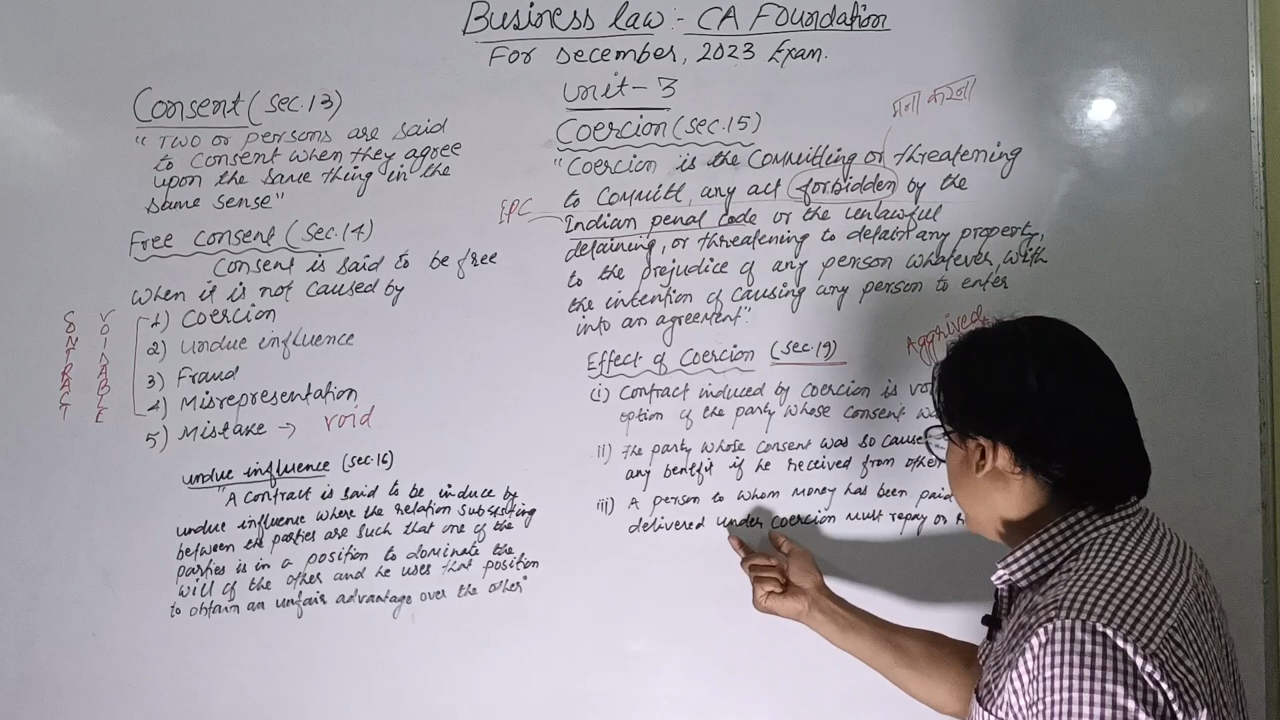 Business law:- CA Foundation
For December, 2023 Exam.
Unit-3
Consent (Sec.13)
"Two or persons are said
to consent when they agree
upon the same thing in the
same sense"
Free Consent (Sec.14)
Consent is said to be free
when it is not caused by
1) Coercion
2) undue influence
3) Fraud
4) Misrepresentation
5) Mistake → void
VOIDABLE
CONTRACT
undue influence (sec.16)
"A contract is said to be induce by
undue influence where the relation subsisting
between the parties are such that one of the
parties is in a position to dominate the
will of the other and he uses that position
to obtain an unfair advantage over the other"
मना करना
Coercion (sec.15)
"Coercion is the committing or threatening
to committ, any act forbidden by the
IPC
Indian penal code or the unlawful
detaining, or threatening to detain any property,
to the prejudice of any person whatever, with
the intention of causing any person to enter
into an agreement".
Effect of Coercion (Sec.19)
Aggrived
(i) Contract induced by coercion is
option of the party whose consent
ii) The party whose consent was so
any benefit if he received from other
iii) A person to whom money has been paid
delivered under coercion must repay or